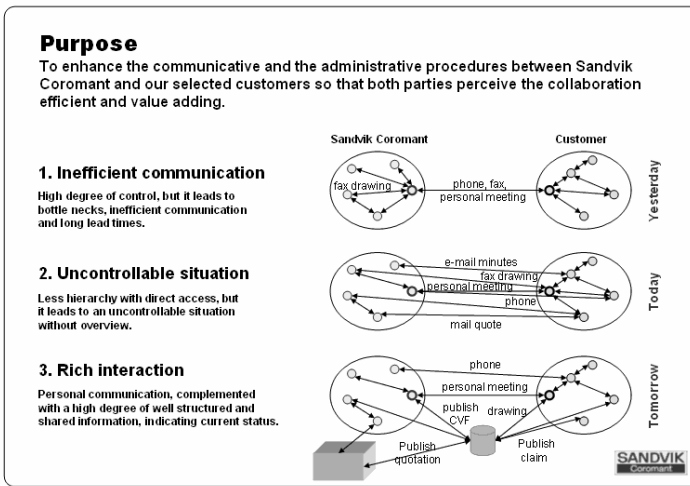 Purpose
To enhance the communicative and the administrative procedures between Sandvik
Coromant and our selected customers so that both parties perceive the collaboration
efficient and value adding.
Sandvik Coromant
Customer
1. Inefficient communication
High degree of control, but it leads to
bottle necks, inefficient communication
and long lead times.
fax drawing
phone, fax,
personal meeting
Yesterday
2. Uncontrollable situation
Less hierarchy with direct access, but
it leads to an uncontrollable situation
without overview.
e-mail minutes
fax drawing
personal meeting
phone
mail quote
Today
3. Rich interaction
Personal communication, complemented
with a high degree of well structured and
shared information, indicating current status.
phone
personal meeting
publish
CVF
drawing
Publish
quotation
Publish
claim
Tomorrow
SANDVIK
Coromant